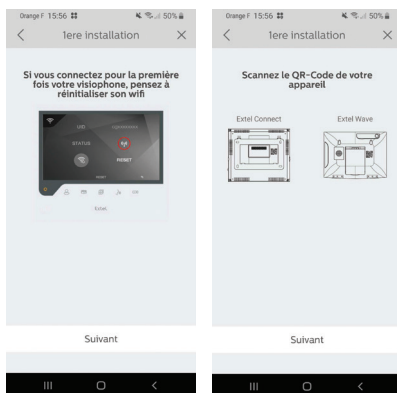 Orange F 15:56 50%
1ere installation
Si vous connectez pour la première
fois votre visiophone, pensez à
réinitialiser son wifi
STATUS
RESET
Extel
Suivant
Orange F 15:56 50%
1ere installation
Scannez le QR-Code de votre
appareil
Extel Connect Extel Wave
Suivant